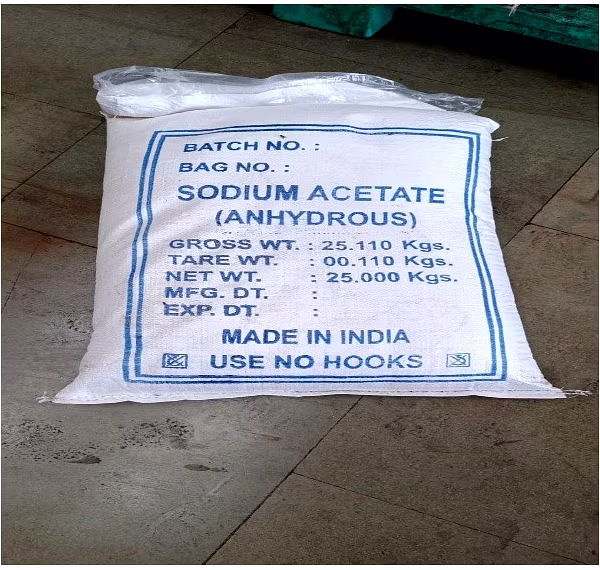 BATCH NO. :
BAG NO. :
SODIUM ACETATE
(ANHYDROUS)
GROSS WT. : 25.110 Kgs.
TARE WT. : 00.110 Kgs.
NET WT. : 25.000 Kgs.
MFG. DT. :
EXP. DT. :
MADE IN INDIA
USE NO HOOKS